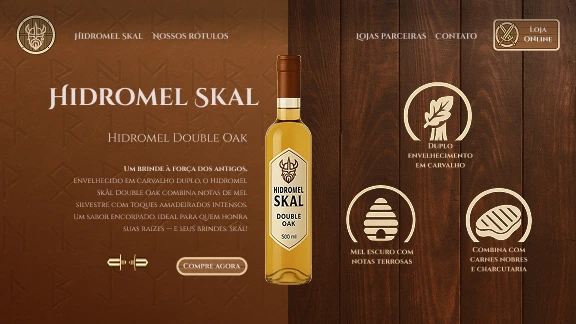 Hidromel Skal
Nossos rótulos
Lojas parceiras
Contato
Loja
Online
Hidromel Skal
Hidromel Double Oak
Um brinde à força dos antigos.
Envelhecido em carvalho duplo, o Hidromel
Skál Double Oak combina notas de mel
silvestre com toques amadeirados intensos.
Um sabor encorpado, ideal para quem honra
suas raízes — e seus brindes. Skál!
Compre agora
HIDROMEL
SKAL
DOUBLE
OAK
500 ml
Duplo
envelhecimento
em carvalho
Mel escuro com
notas terrosas
Combina com
carnes nobres
e charcutaria